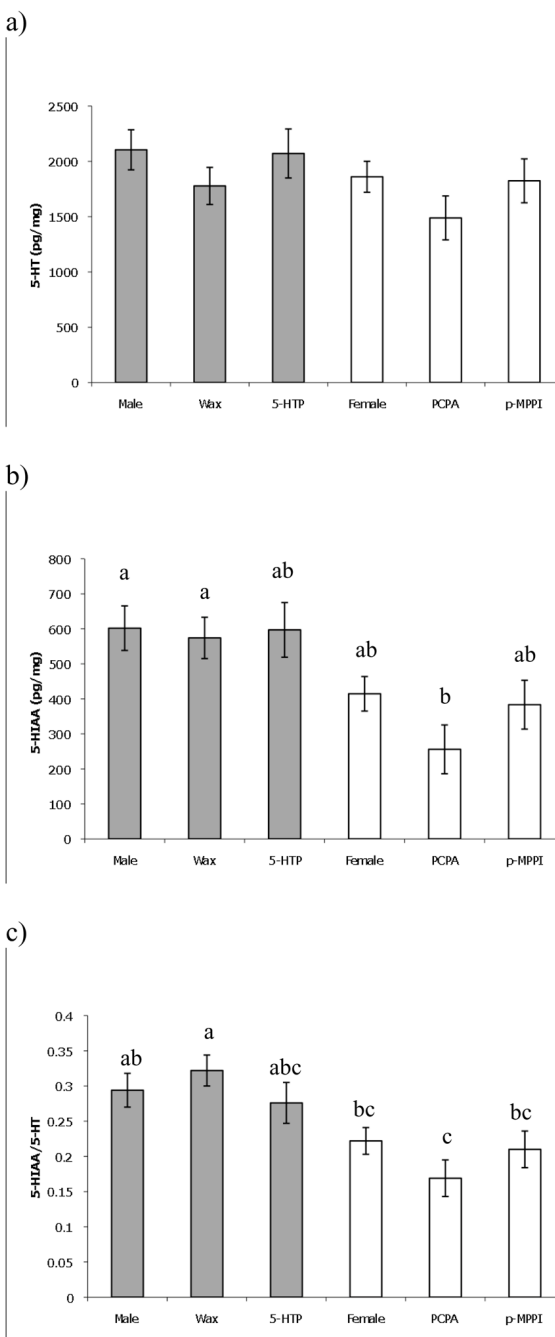 a)
2500
2000
1500
1000
500
0
5-HT (pg/mg)
Male Wax 5-HTP Female PCPA p-MPPI
b)
800
700
600
500
400
300
200
100
0
5-HIAA (pg/mg)
a a ab ab b ab
Male Wax 5-HTP Female PCPA p-MPPI
c)
0.4
0.35
0.3
0.25
0.2
0.15
0.1
0.05
0
5-HIAA/5-HT
ab a abc bc c bc
Male Wax 5-HTP Female PCPA p-MPPI